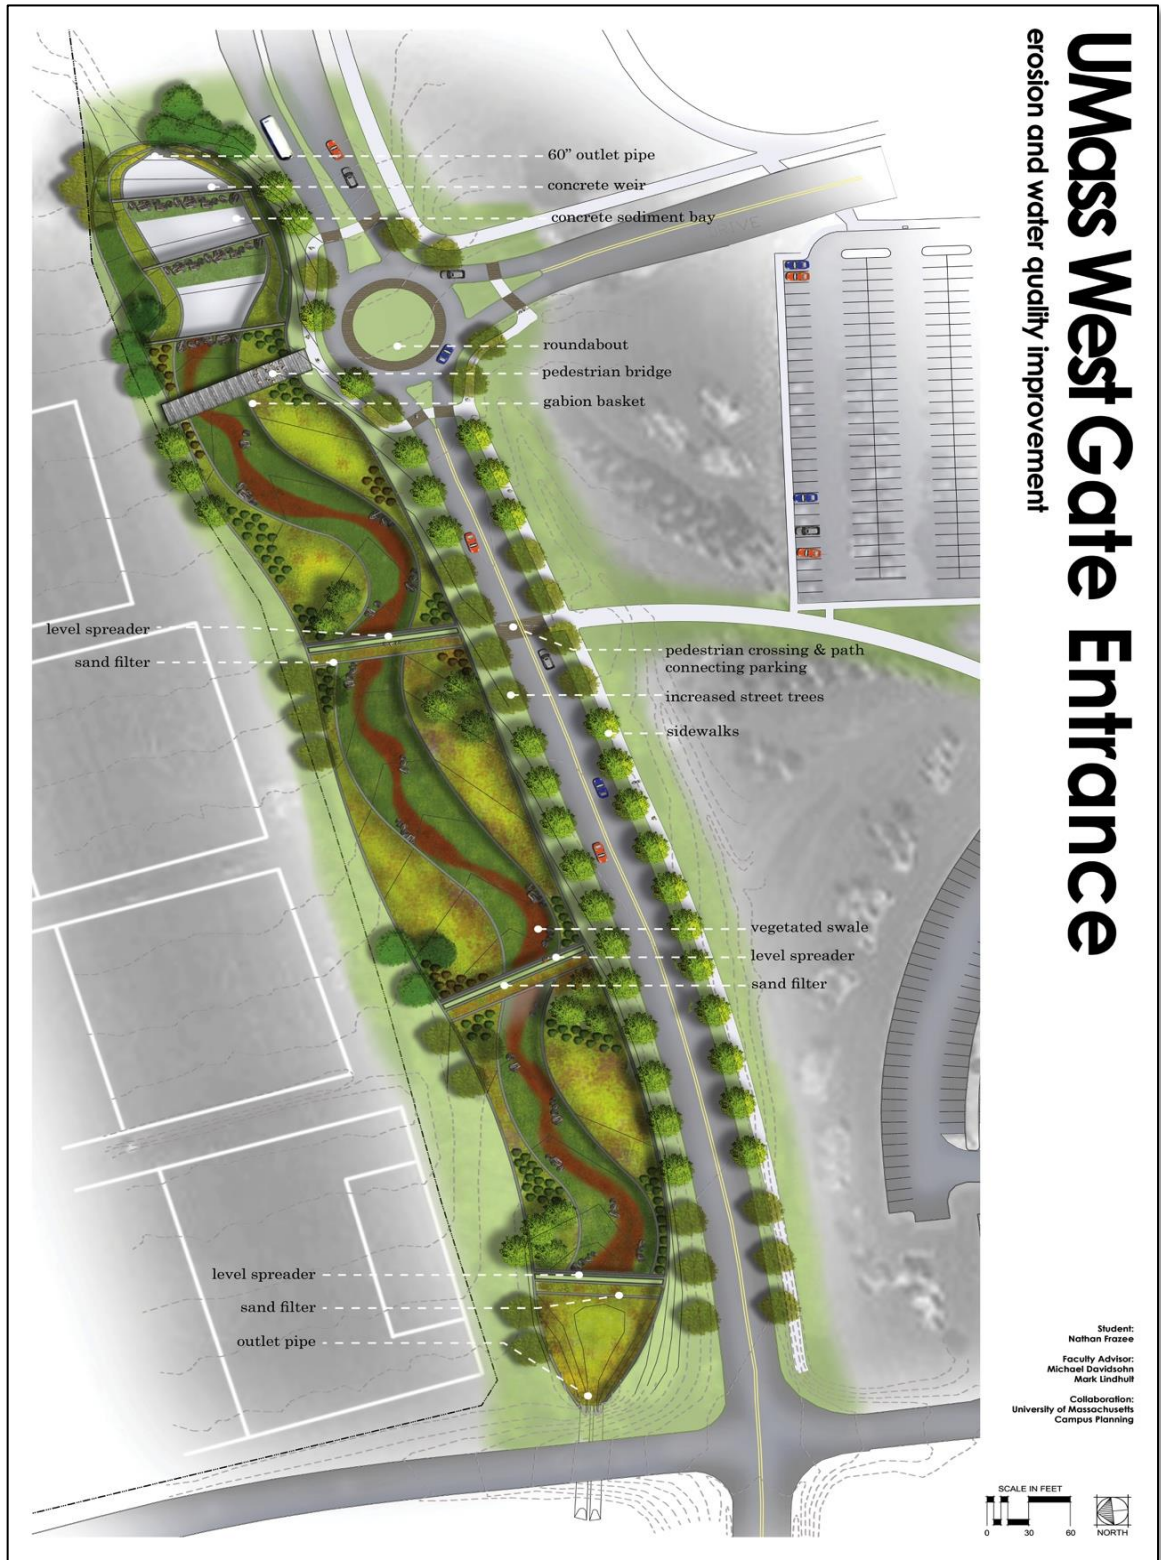 UMass West Gate Entrance
erosion and water quality improvement
60” outlet pipe
concrete weir
concrete sediment bay
DRIVE
roundabout
pedestrian bridge
gabion basket
level spreader
sand filter
pedestrian crossing & path
connecting parking
increased street trees
sidewalks
vegetated swale
level spreader
sand filter
level spreader
sand filter
outlet pipe
Student:
Nathan Frazee
Faculty Advisor:
Michael Davidsohn
Mark Lindhult
Collaboration:
University of Massachusetts
Campus Planning
SCALE IN FEET
0 30 60
NORTH